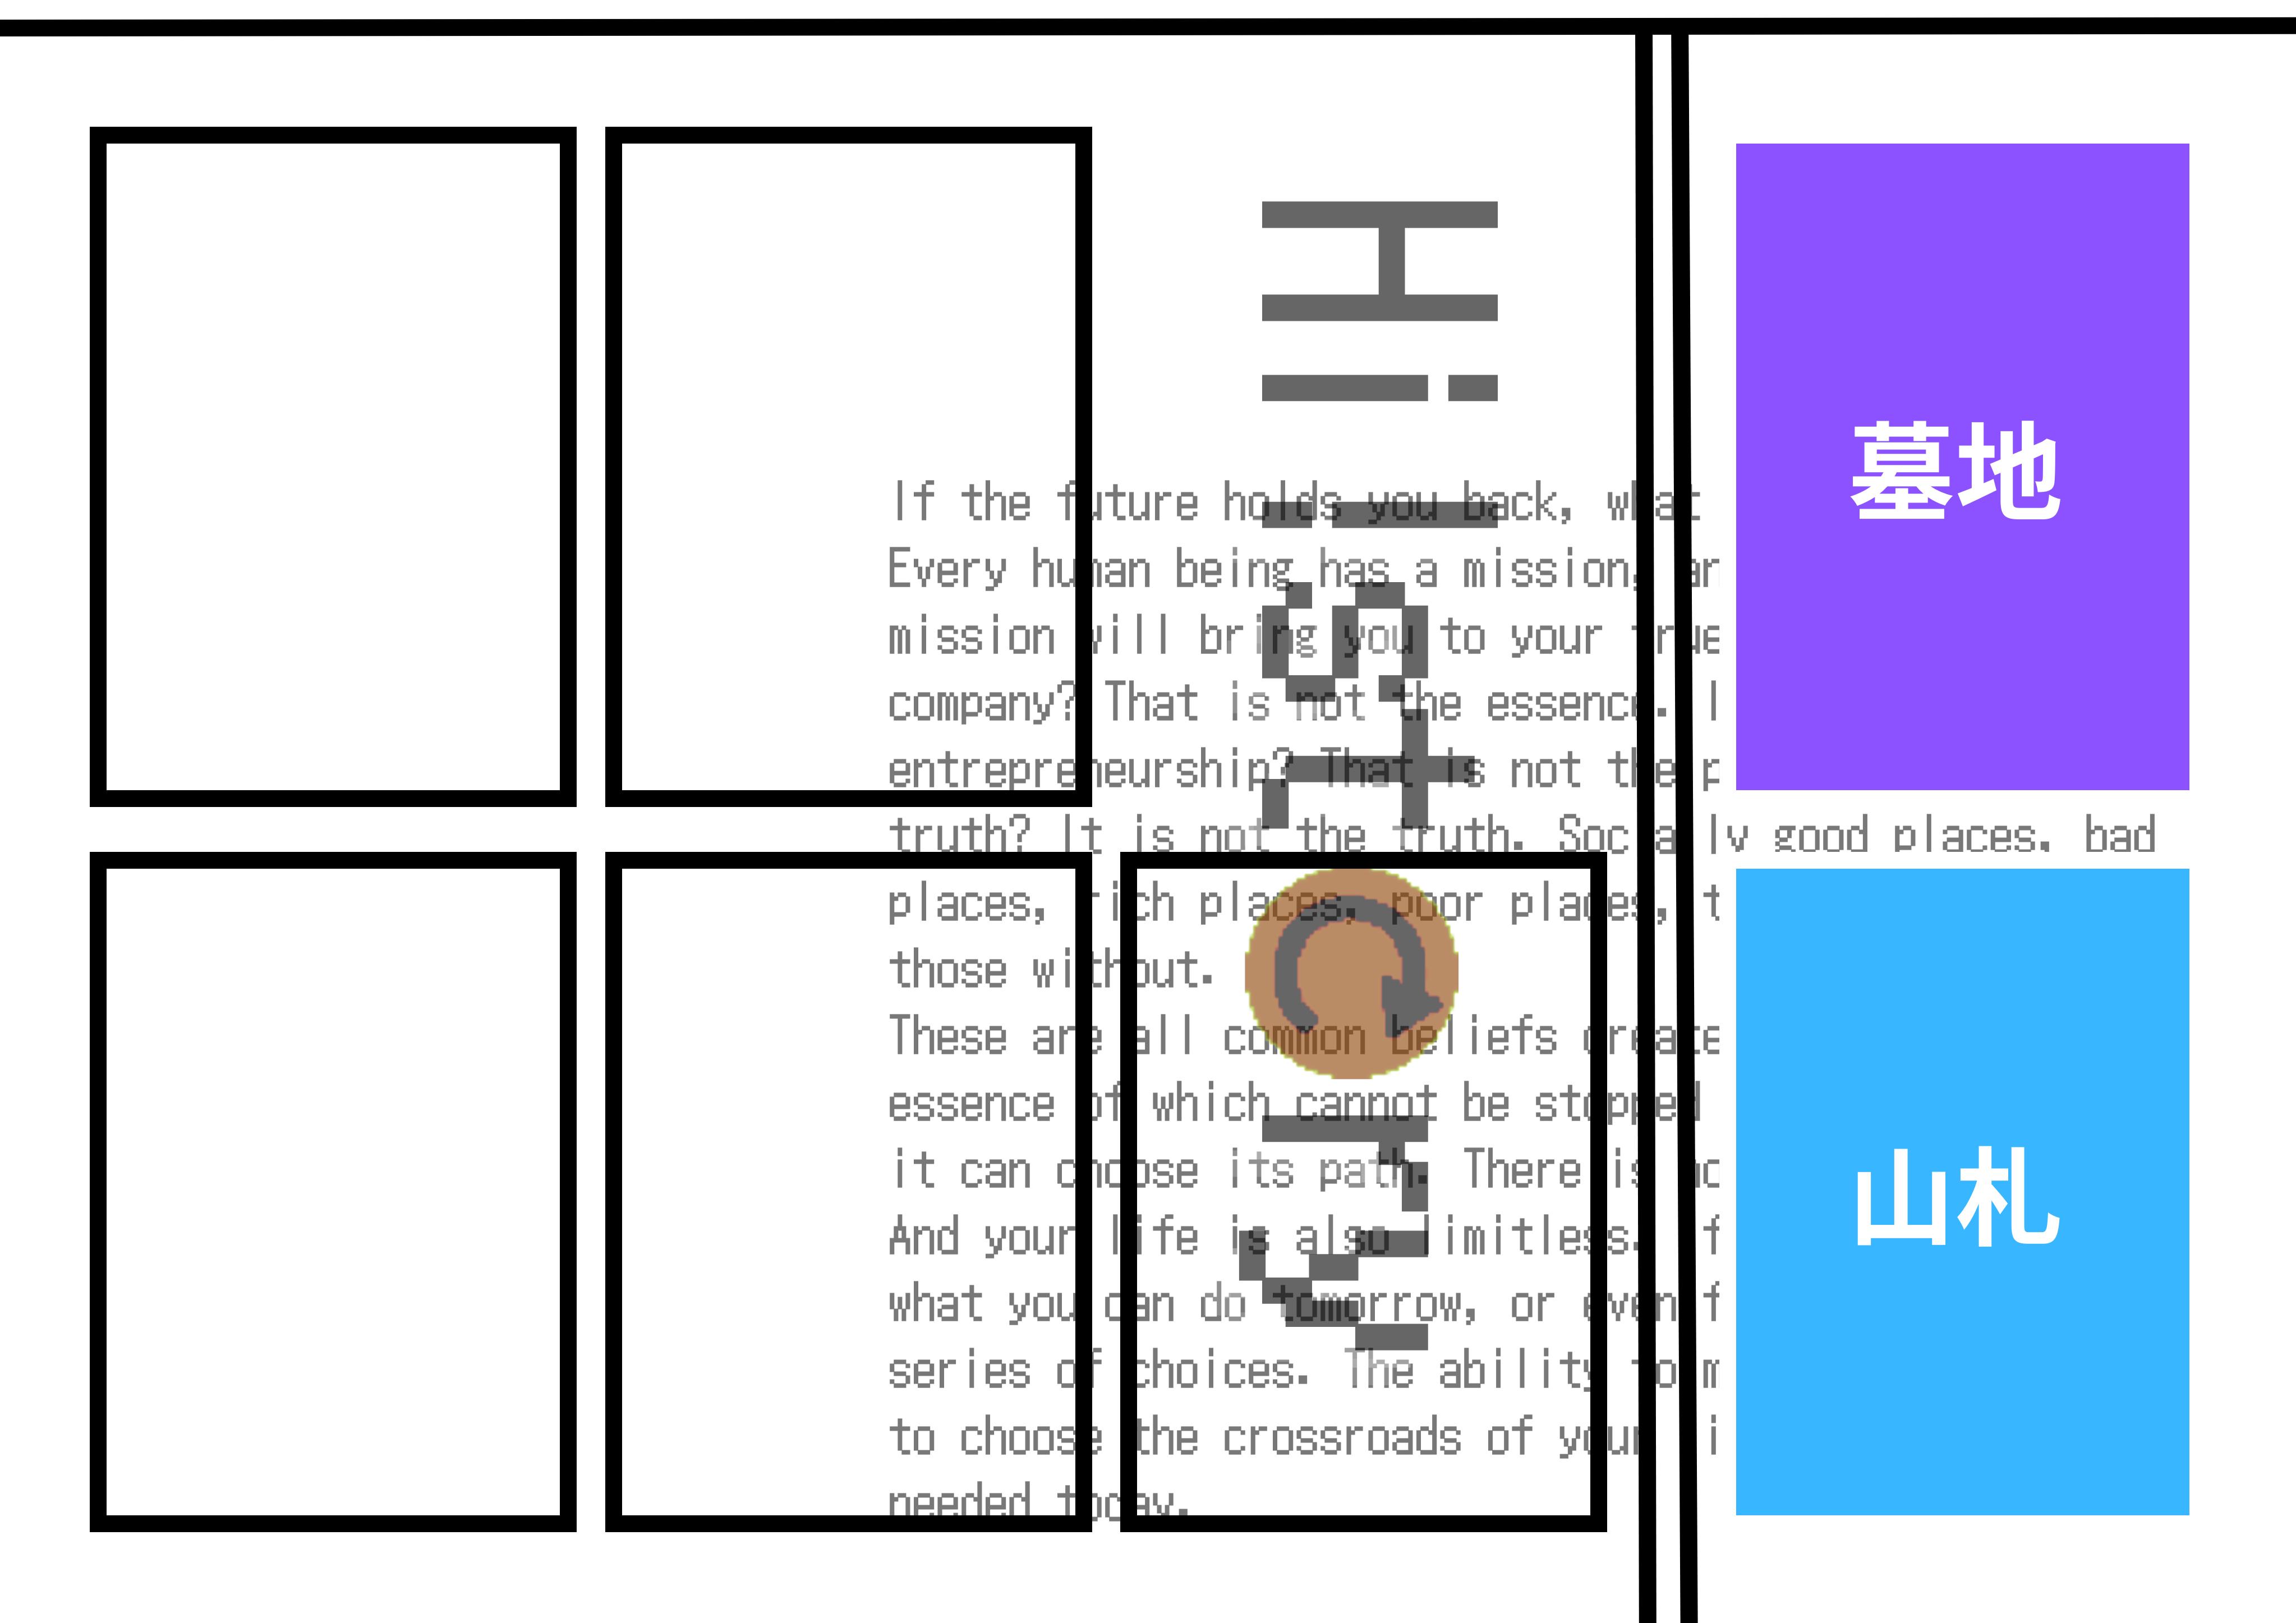 History
墓地
If the future holds you back, what
Every human being has a mission, an
mission will bring you to your true
company? That is not the essence. I
entrepreneurship? That is not the p
truth? It is not the truth. Socially good places, bad
places, rich places, poor places, t
those without.
These are all common beliefs create
essence of which cannot be stopped
it can choose its path. There is no
And your life is also limitless. f
what you can do tomorrow, or even f
series of choices. The ability to m
to choose the crossroads of your i
needed today.
山札